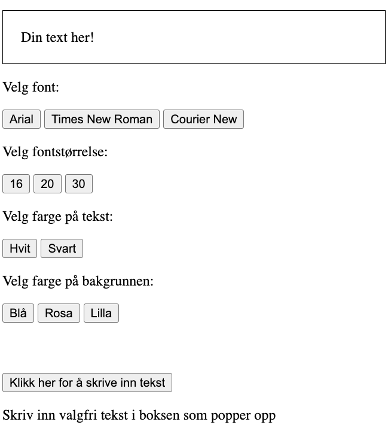 Din text her!
Velg font:
Arial Times New Roman Courier New
Velg fontstørrelse:
16 20 30
Velg farge på tekst:
Hvit Svart
Velg farge på bakgrunnen:
Blå Rosa Lilla
Klikk her for å skrive inn tekst
Skriv inn valgfri tekst i boksen som popper opp